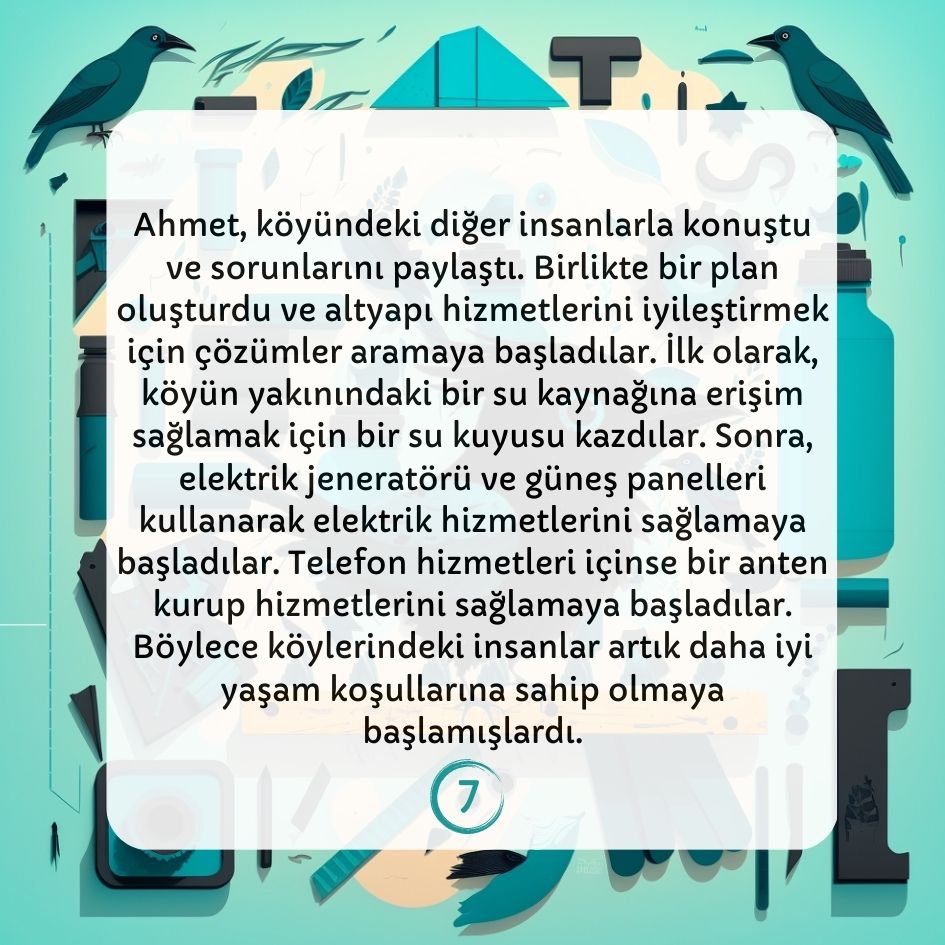 Ahmet, köyündeki diğer insanlarla konuştu
ve sorunlarını paylaştı. Birlikte bir plan
oluşturdu ve altyapı hizmetlerini iyileştirmek
için çözümler aramaya başladılar. İlk olarak,
köyün yakınındaki bir su kaynağına erişim
sağlamak için bir su kuyusu kazdılar. Sonra,
elektrik jeneratörü ve güneş panelleri
kullanarak elektrik hizmetlerini sağlamaya
başladılar. Telefon hizmetleri içinse bir anten
kurup hizmetlerini sağlamaya başladılar.
Böylece köylerindeki insanlar artık daha iyi
yaşam koşullarına sahip olmaya
başlamışlardı.
7